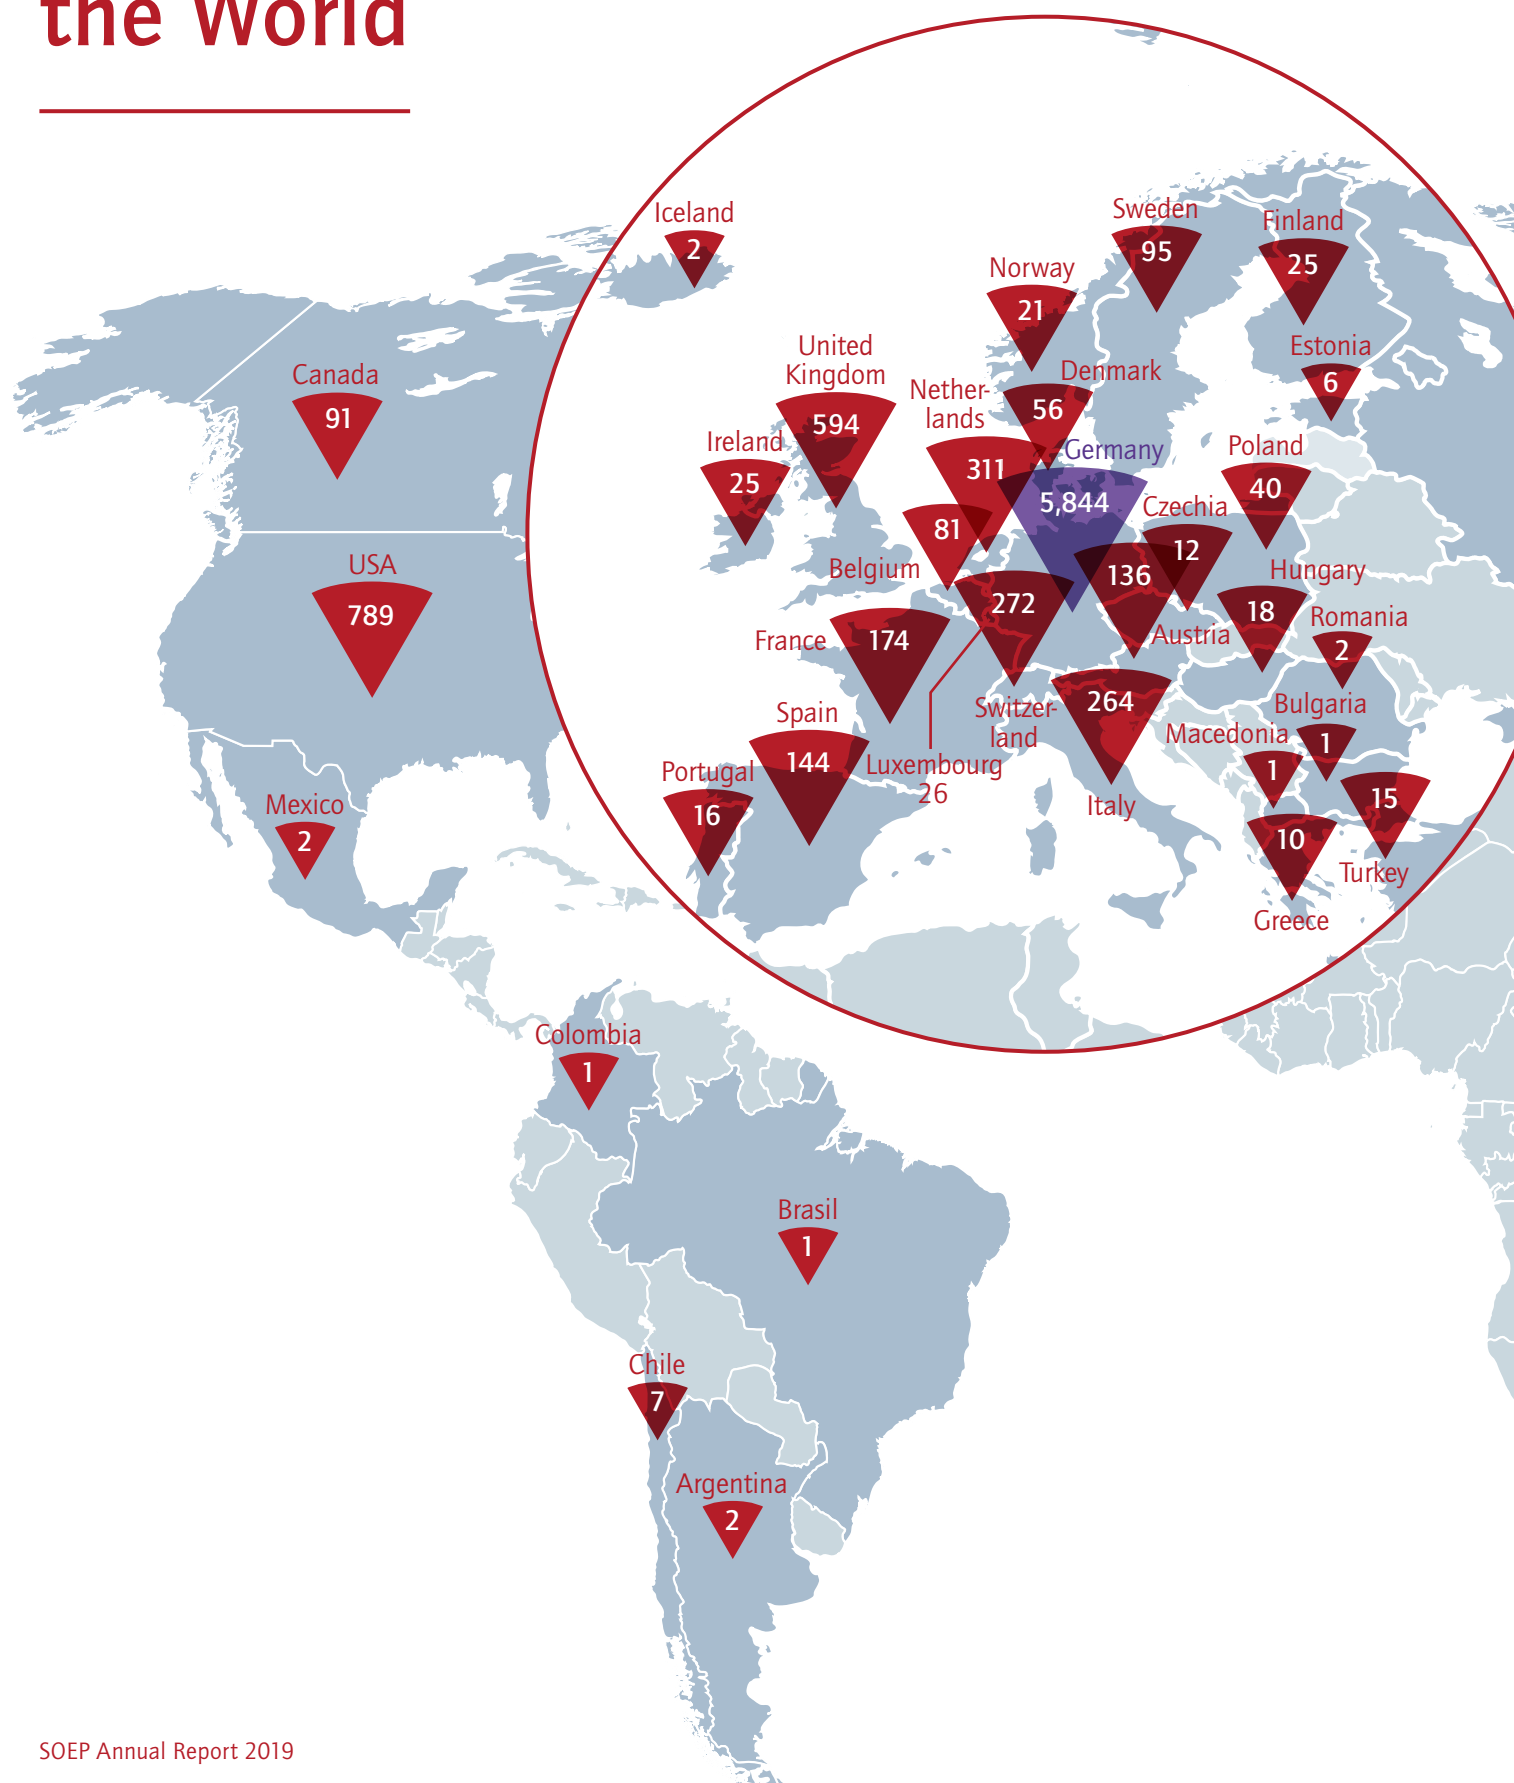 the World
Iceland
2
Sweden
95
Finland
25
Norway
21
Estonia
6
United
Kingdom
594
Canada
91
Denmark
56
Nether-
lands
311
Ireland
25
Germany
5,844
Poland
40
Czechia
12
81
Belgium
136
Austria
Hungary
18
USA
789
272
Switzer-
land
France
174
Romania
2
264
Italy
Bulgaria
1
Macedonia
1
Spain
144
Luxembourg
26
Portugal
16
15
Turkey
Mexico
2
10
Greece
Colombia
1
Brasil
1
Chile
7
Argentina
2
SOEP Annual Report 2019